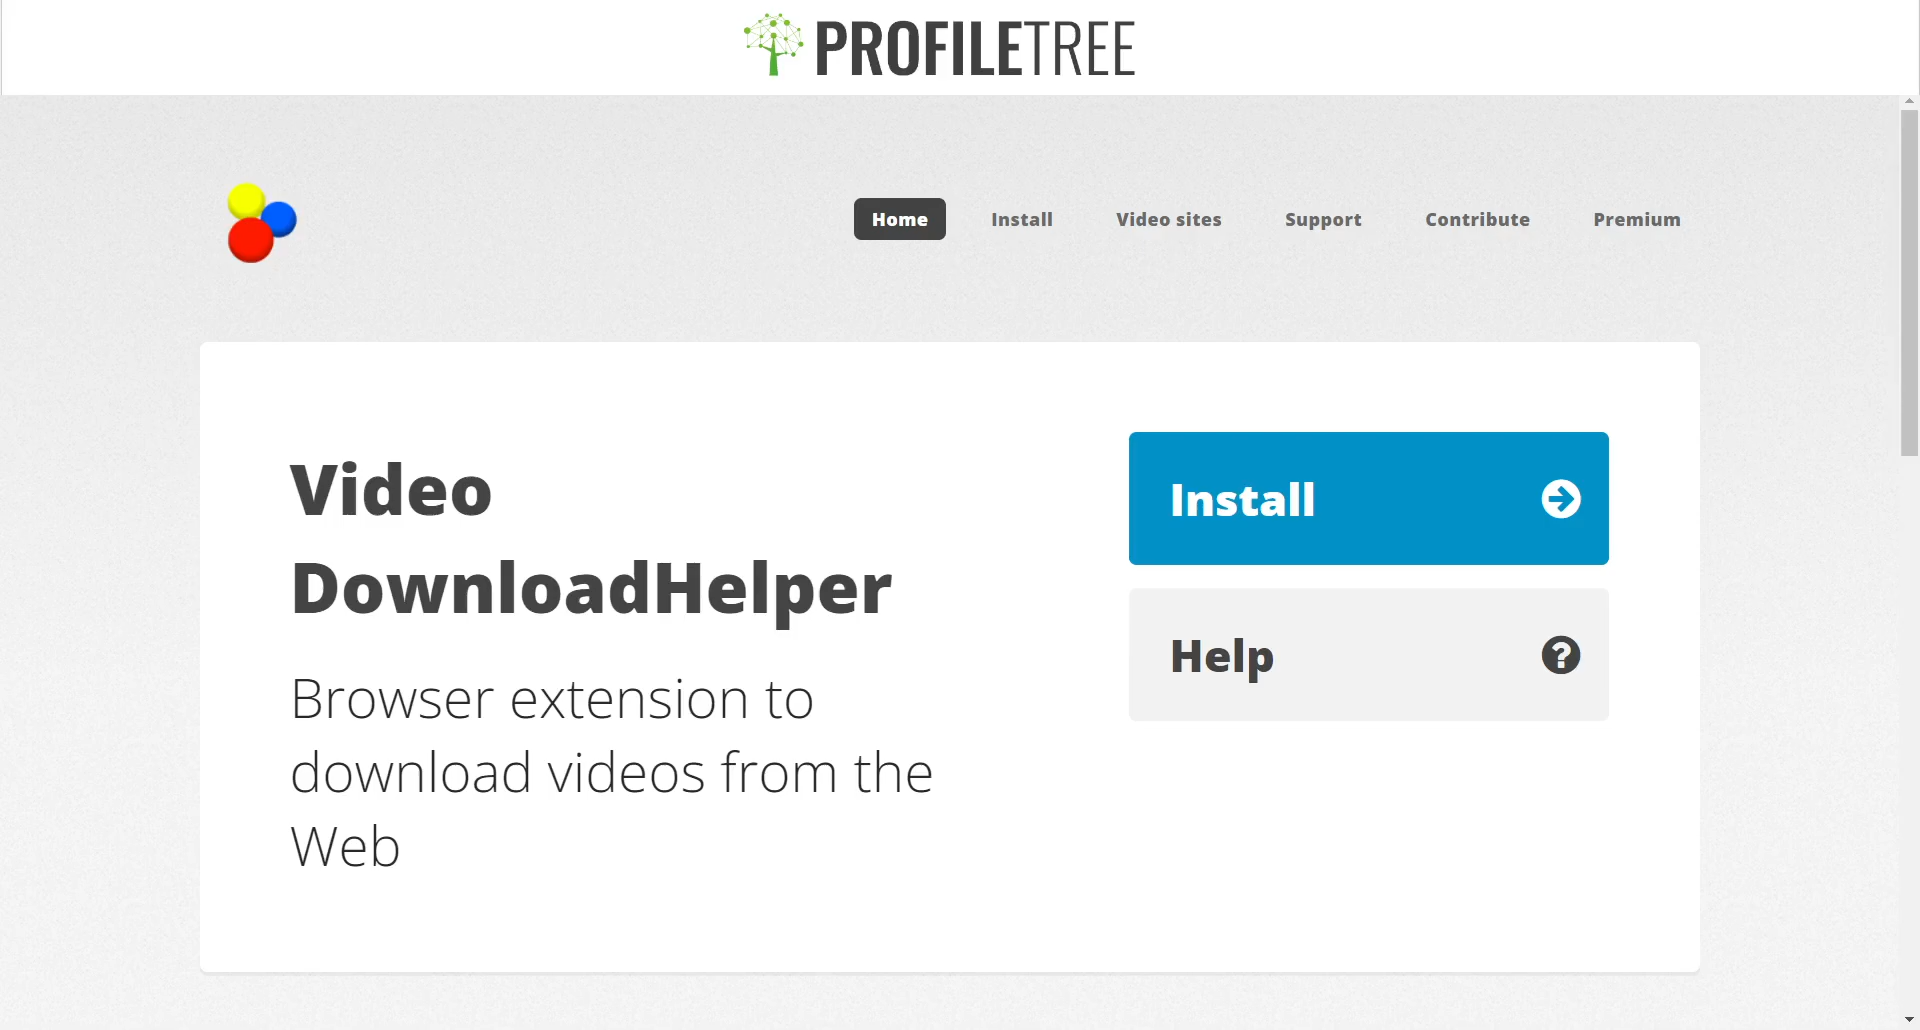 PROFILETREE
Home Install Video sites Support Contribute Premium
Video
DownloadHelper
Browser extension to
download videos from the
Web
Install
Help